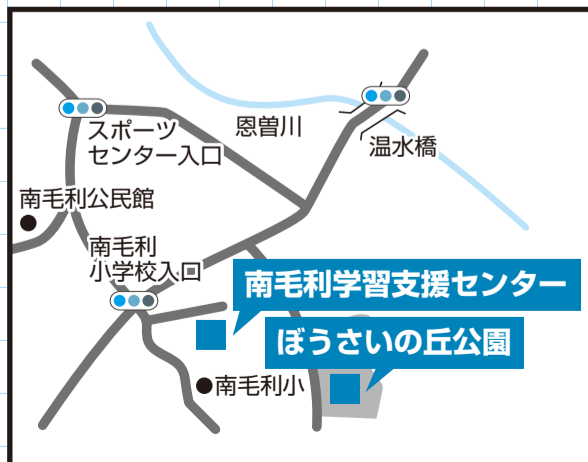 恩曽川
温水橋
スポーツ
センター入口
南毛利公民館
南毛利
小学校入口
南毛利学習支援センター
ぼうさいの丘公園
南毛利小